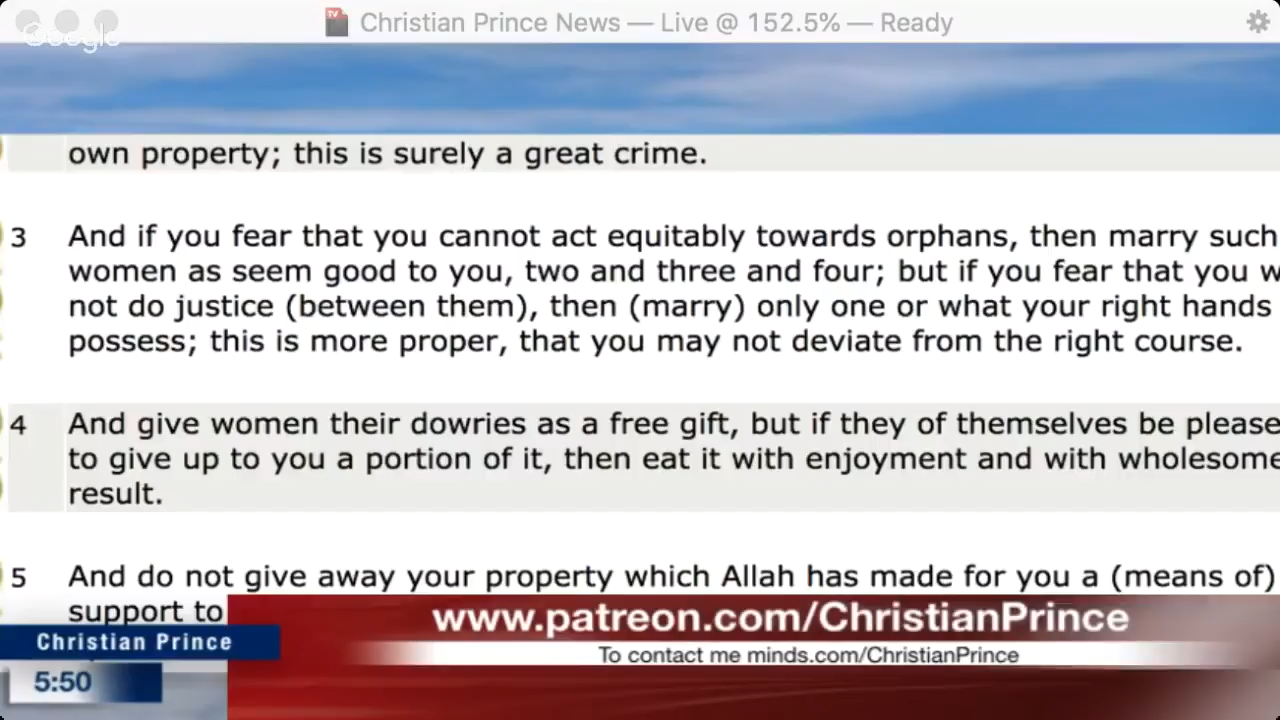 Christian Prince News — Live @ 152.5% — Ready
Google
own property; this is surely a great crime.
3 And if you fear that you cannot act equitably towards orphans, then marry such
women as seem good to you, two and three and four; but if you fear that you w
not do justice (between them), then (marry) only one or what your right hands
possess; this is more proper, that you may not deviate from the right course.
4 And give women their dowries as a free gift, but if they of themselves be please
to give up to you a portion of it, then eat it with enjoyment and with wholesome
result.
5 And do not give away your property which Allah has made for you a (means of)
support to
www.patreon.com/ChristianPrince
Christian Prince
To contact me minds.com/ChristianPrince
5:50